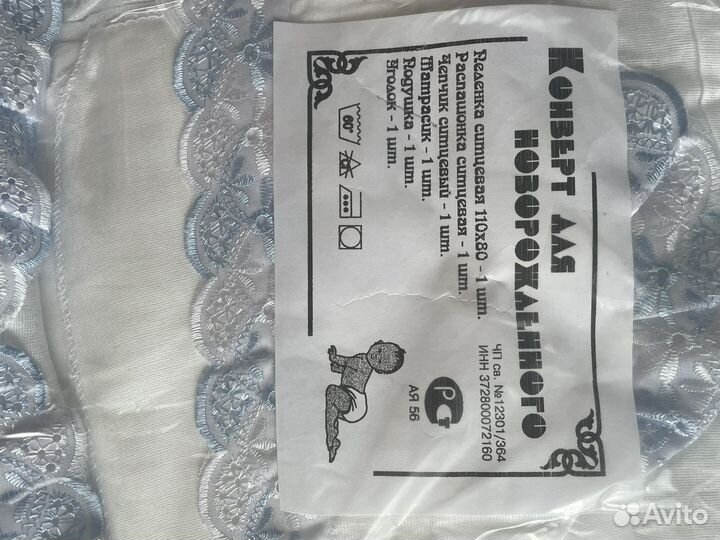 Конверт для
новорожденного
Пеленка ситцевая 110х80 - 1 шт.
Распашонка ситцевая - 1 шт.
Чепчик ситцевый - 1 шт.
Матрасик - 1 шт.
Подушка - 1 шт.
Уголок - 1 шт.
60°
ЧП св. №12301/364
ИНН 372800072160
РСТ
АЯ 56
Avito